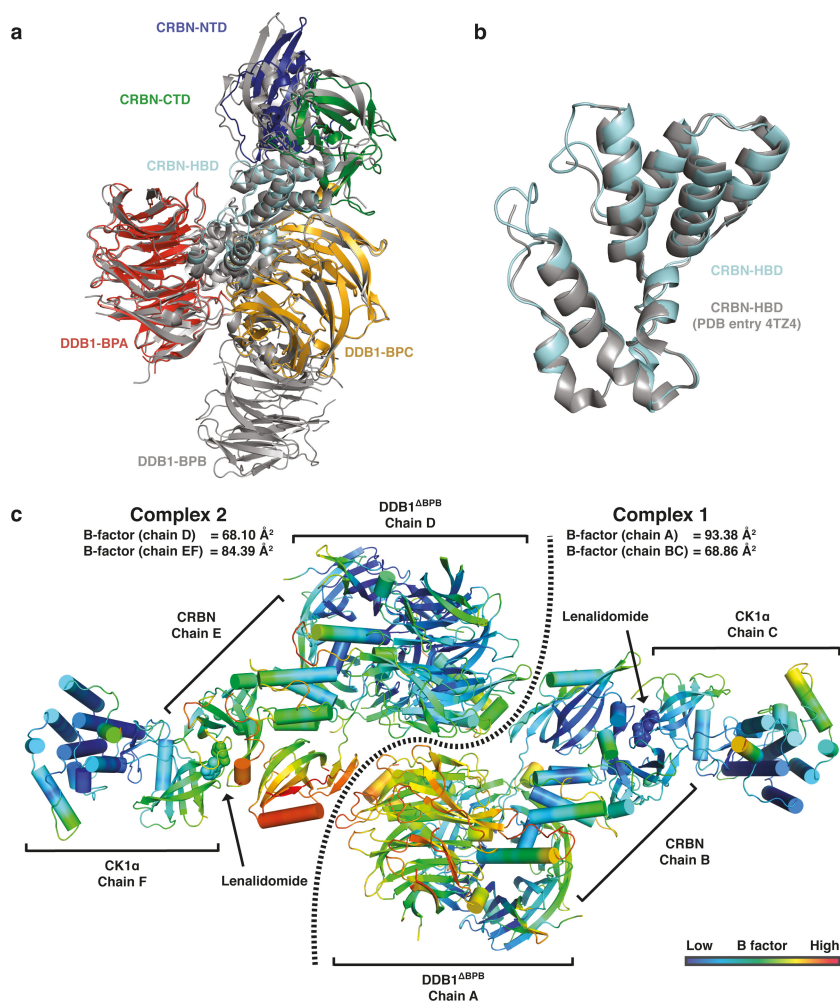 a
CRBN-NTD
CRBN-CTD
CRBN-HBD
DDB1-BPA
DDB1-BPC
DDB1-BPB
b
CRBN-HBD
CRBN-HBD
(PDB entry 4TZ4)
c
Complex 2
B-factor (chain D) = 68.10 Å²
B-factor (chain EF) = 84.39 Å²
DDB1ΔBPB
Chain D
Complex 1
B-factor (chain A) = 93.38 Å²
B-factor (chain BC) = 68.86 Å²
CRBN
Chain E
Lenalidomide
CK1α
Chain C
CK1α
Chain F
Lenalidomide
CRBN
Chain B
DDB1ΔBPB
Chain A
Low B factor High